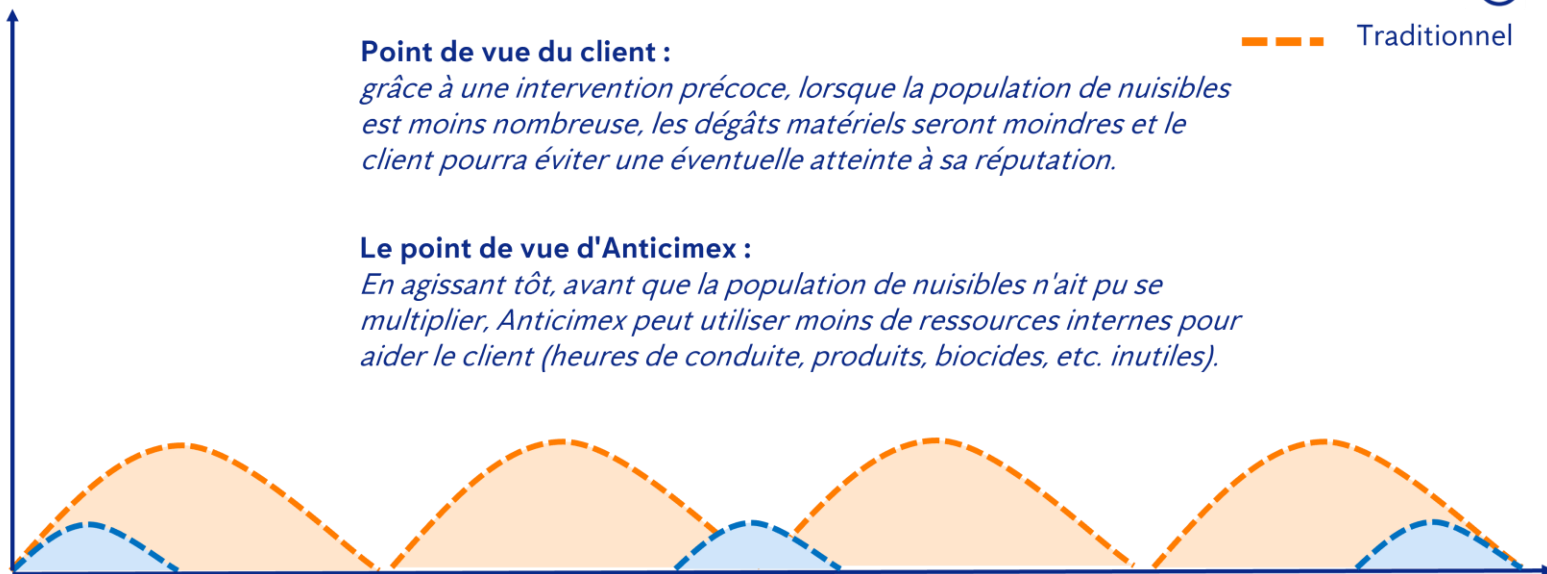 Traditionnel
Point de vue du client :
grâce à une intervention précoce, lorsque la population de nuisibles
est moins nombreuse, les dégâts matériels seront moindres et le
client pourra éviter une éventuelle atteinte à sa réputation.
Le point de vue d'Anticimex :
En agissant tôt, avant que la population de nuisibles n'ait pu se
multiplier, Anticimex peut utiliser moins de ressources internes pour
aider le client (heures de conduite, produits, biocides, etc. inutiles).